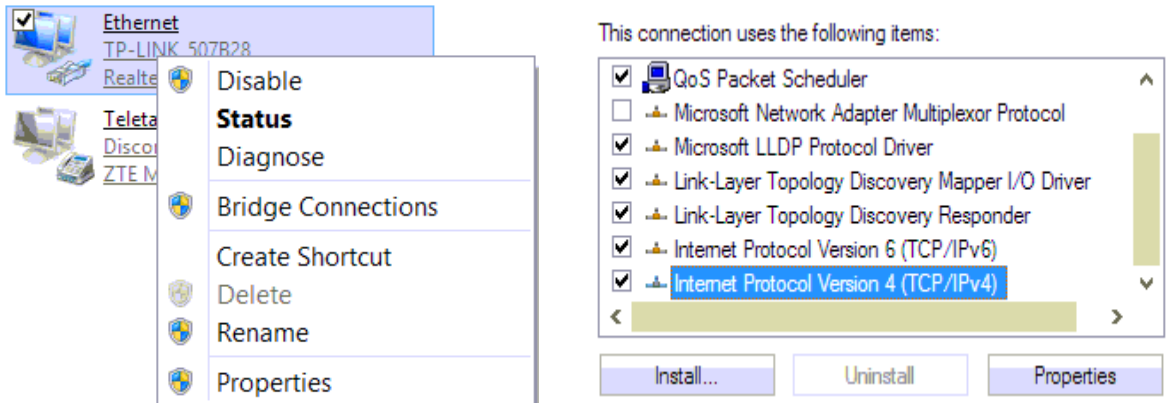 Ethernet
TP-LINK_507B28
Realte
Disable
Status
Diagnose
Bridge Connections
Create Shortcut
Delete
Rename
Properties
Teleta
Discon
ZTE M
This connection uses the following items:
QoS Packet Scheduler
Microsoft Network Adapter Multiplexor Protocol
Microsoft LLDP Protocol Driver
Link-Layer Topology Discovery Mapper I/O Driver
Link-Layer Topology Discovery Responder
Internet Protocol Version 6 (TCP/IPv6)
Internet Protocol Version 4 (TCP/IPv4)
Install...
Uninstall
Properties